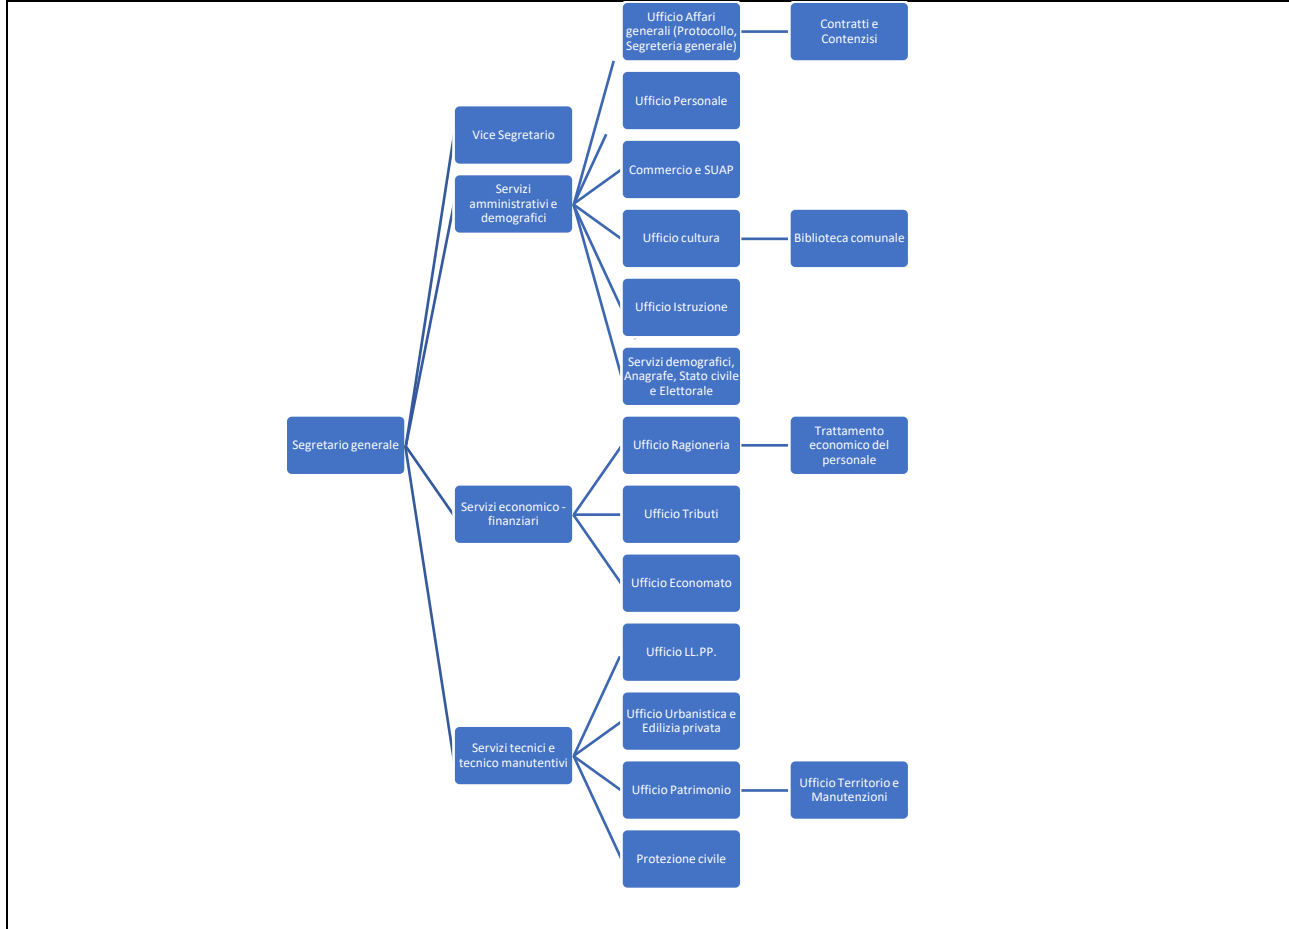 Ufficio Affari
generali (Protocollo,
Segreteria generale)
Contratti e
Contenzisi
Ufficio Personale
Vice Segretario
Commercio e SUAP
Servizi
amministrativi e
demografici
Ufficio cultura
Biblioteca comunale
Ufficio Istruzione
Servizi demografici,
Anagrafe, Stato civile
e Elettorale
Segretario generale
Ufficio Ragioneria
Trattamento
economico del
personale
Servizi economico -
finanziari
Ufficio Tributi
Ufficio Economato
Ufficio LL.PP.
Ufficio Urbanistica e
Edilizia privata
Servizi tecnici e
tecnico manutentivi
Ufficio Patrimonio
Ufficio Territorio e
Manutenzioni
Protezione civile